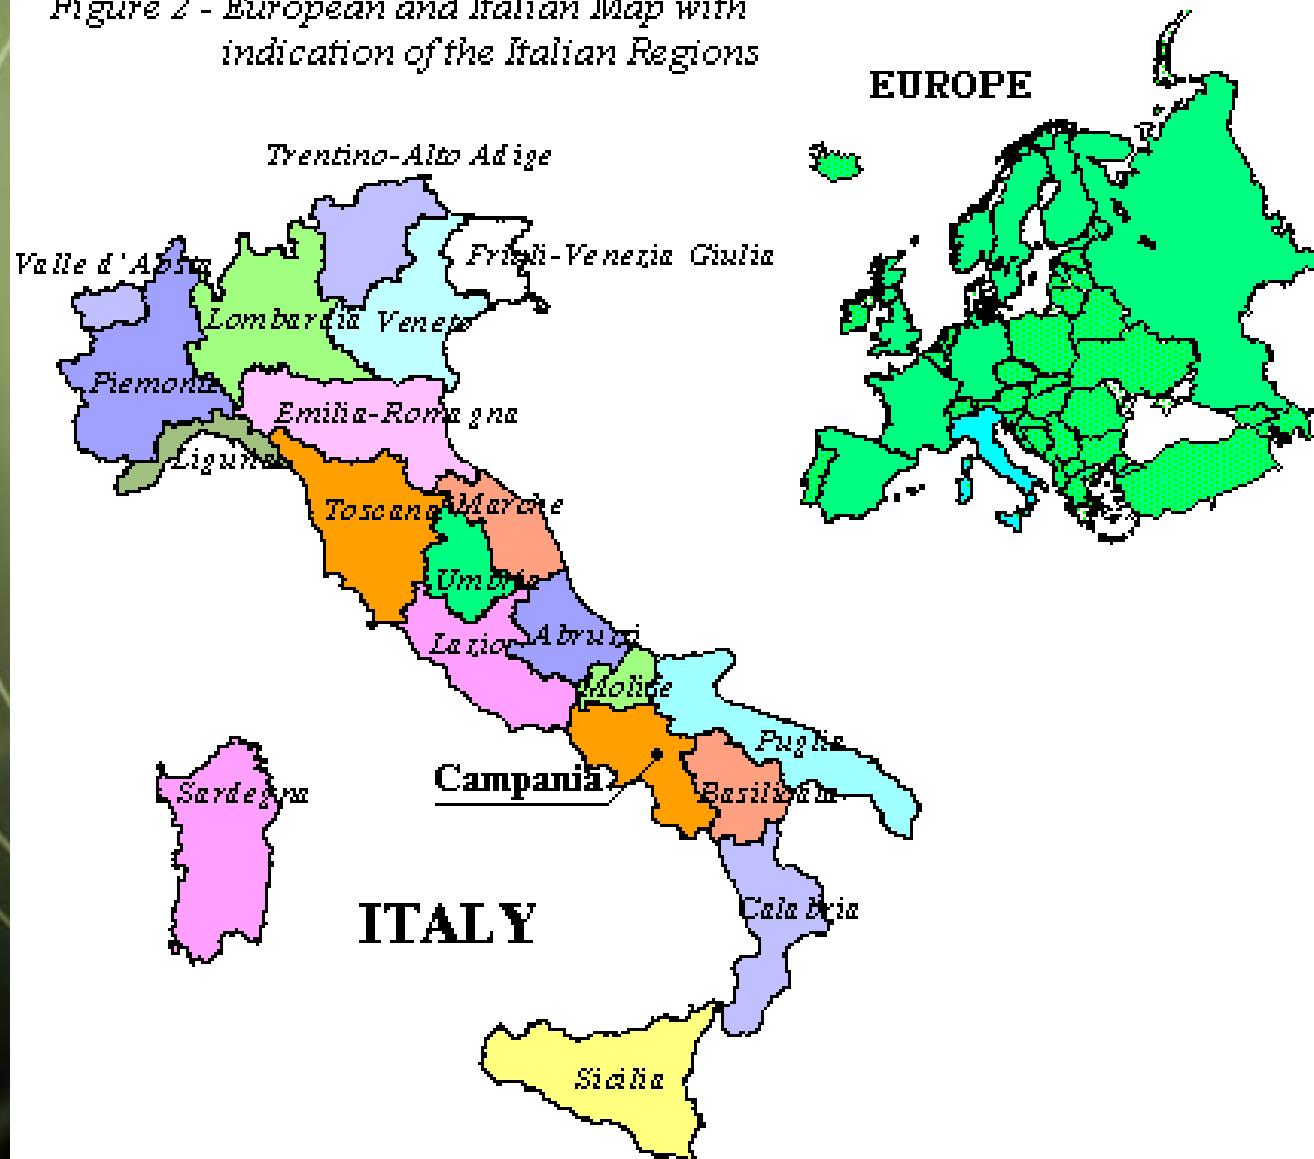 Figure 2 - European and Italian Map with
indication of the Italian Regions
EUROPE
Trentino-Alto Adige
Valle d'Aosta
Friuli-Venezia Giulia
Lombardia
Veneto
Piemonte
Emilia-Romagna
Liguria
Toscana
Marche
Umbria
Lazio
Abruzzi
Molise
Puglia
Campania
Basilicata
Sardegna
ITALY
Calabria
Sicilia